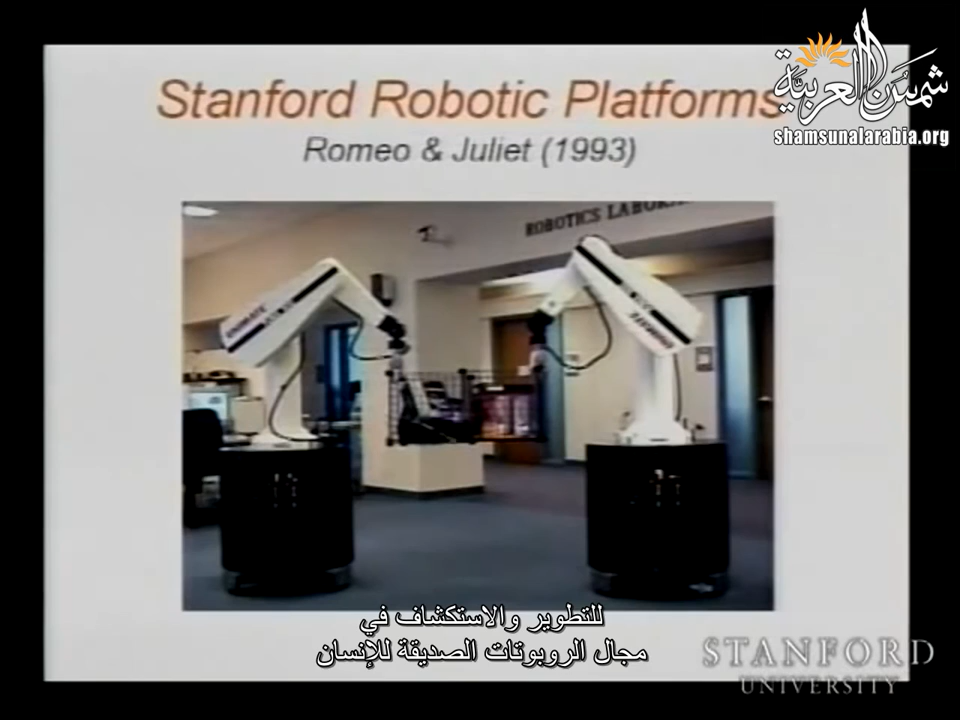 شمس العربية
shamsunalarabia.org
Stanford Robotic Platforms
Romeo & Juliet (1993)
ROBOTICS
UNIMATE
للتطوير والاستكشاف في
مجال الروبوتات الصديقة للإنسان
STANFORD
UNIVERSITY